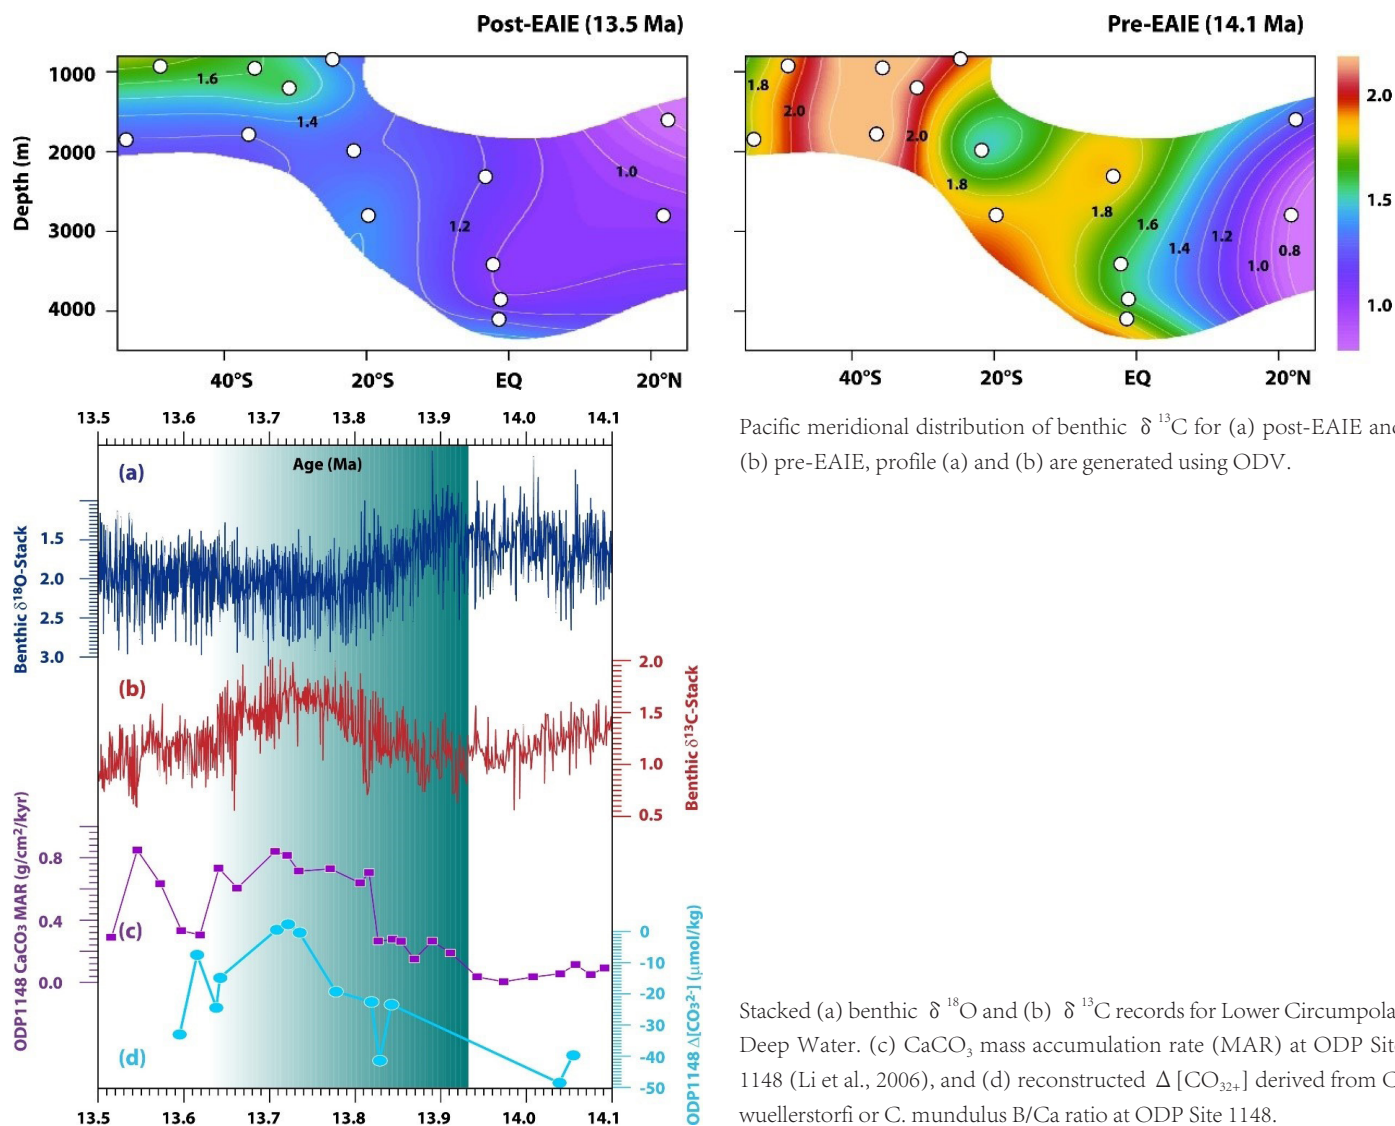 Post-EAIE (13.5 Ma)
Pre-EAIE (14.1 Ma)
Depth (m)
1000
2000
3000
4000
1.6
1.4
1.2
1.0
40°S
20°S
EQ
20°N
1.8
2.0
2.0
1.8
1.8
1.6
1.4
1.2
1.0
0.8
40°S
20°S
EQ
20°N
2.0
1.5
1.0
Pacific meridional distribution of benthic δ ¹³C for (a) post-EAIE and
(b) pre-EAIE, profile (a) and (b) are generated using ODV.
13.5 13.6 13.7 13.8 13.9 14.0 14.1
Age (Ma)
(a)
Benthic δ¹⁸O-Stack
1.5
2.0
2.5
3.0
(b)
Benthic δ¹³C-Stack
2.0
1.5
1.0
0.5
(c)
ODP1148 CaCO₃ MAR (g/cm²/kyr)
0.8
0.4
0.0
(d)
ODP1148 Δ[CO₃²⁻] (μmol/kg)
0
-10
-20
-30
-40
-50
13.5 13.6 13.7 13.8 13.9 14.0 14.1
Stacked (a) benthic δ ¹⁸O and (b) δ ¹³C records for Lower Circumpola
Deep Water. (c) CaCO₃ mass accumulation rate (MAR) at ODP Sit
1148 (Li et al., 2006), and (d) reconstructed Δ [CO₃₂₊] derived from C
wuellerstorfi or C. mundulus B/Ca ratio at ODP Site 1148.